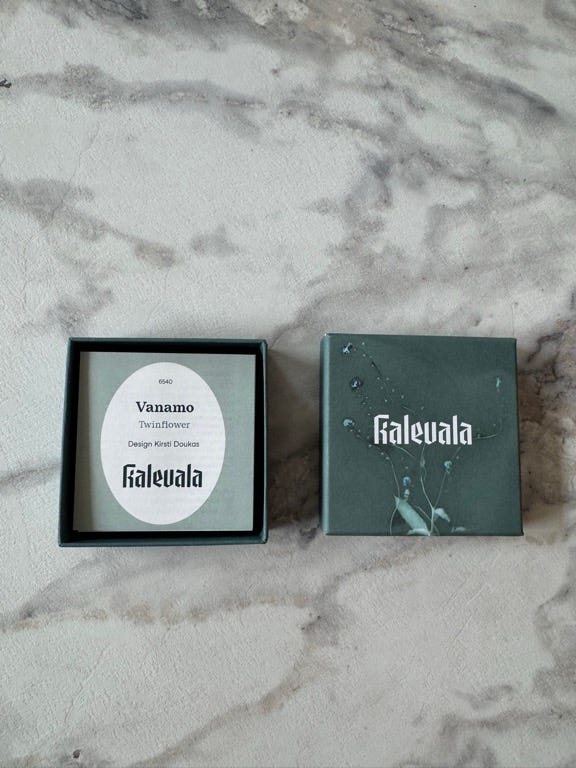 6540
Vanamo
Twinflower
Design Kirsti Doukas
Kalevala
Kalevala